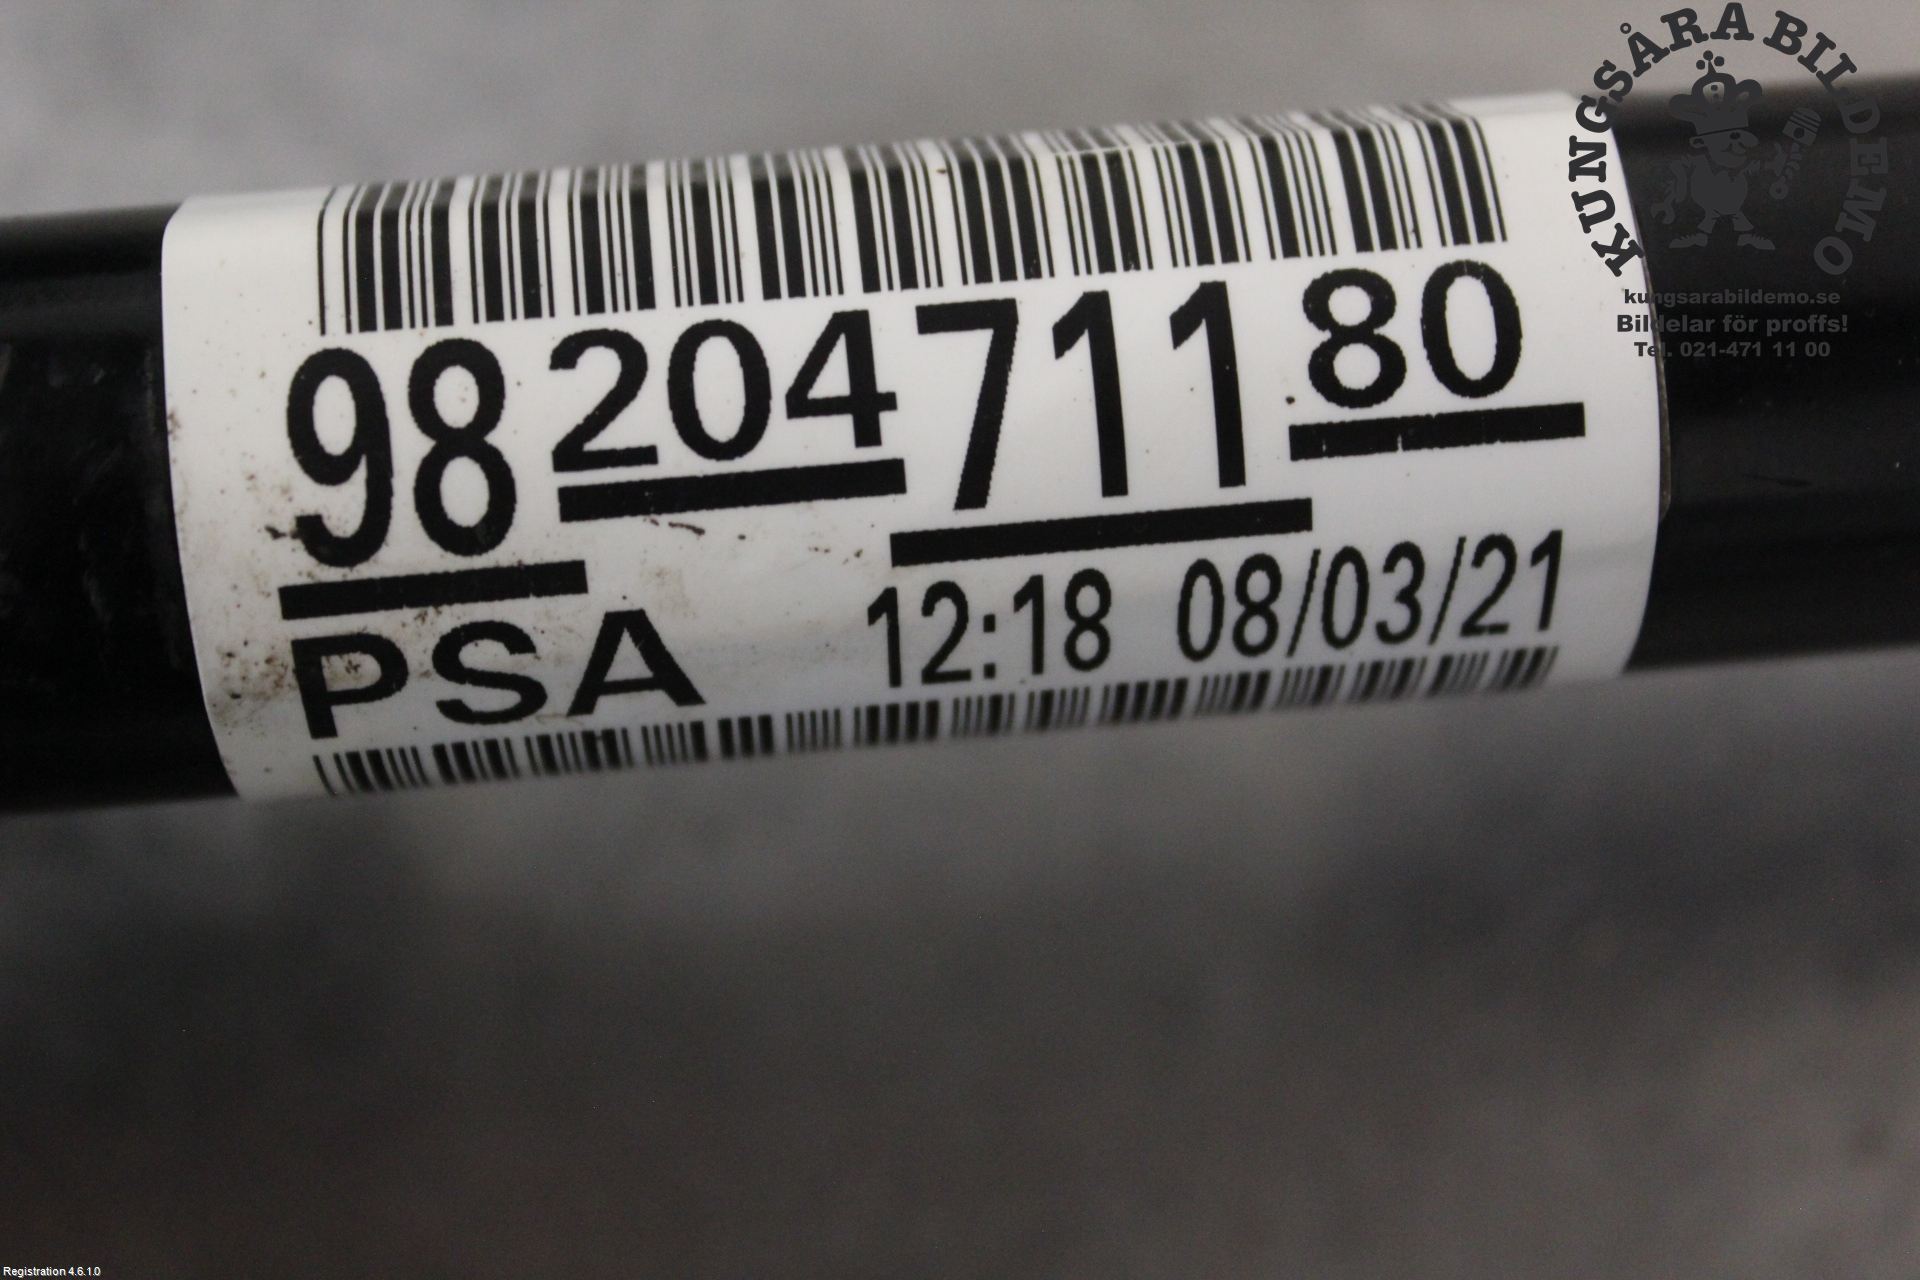 KUNGSÅRA BILDEMO
kungsarabildemo.se
Bildelar för proffs!
Tel. 021-471 11 00
98 204 711 80
PSA 12:18 08/03/21
Registration 4.6.1.0